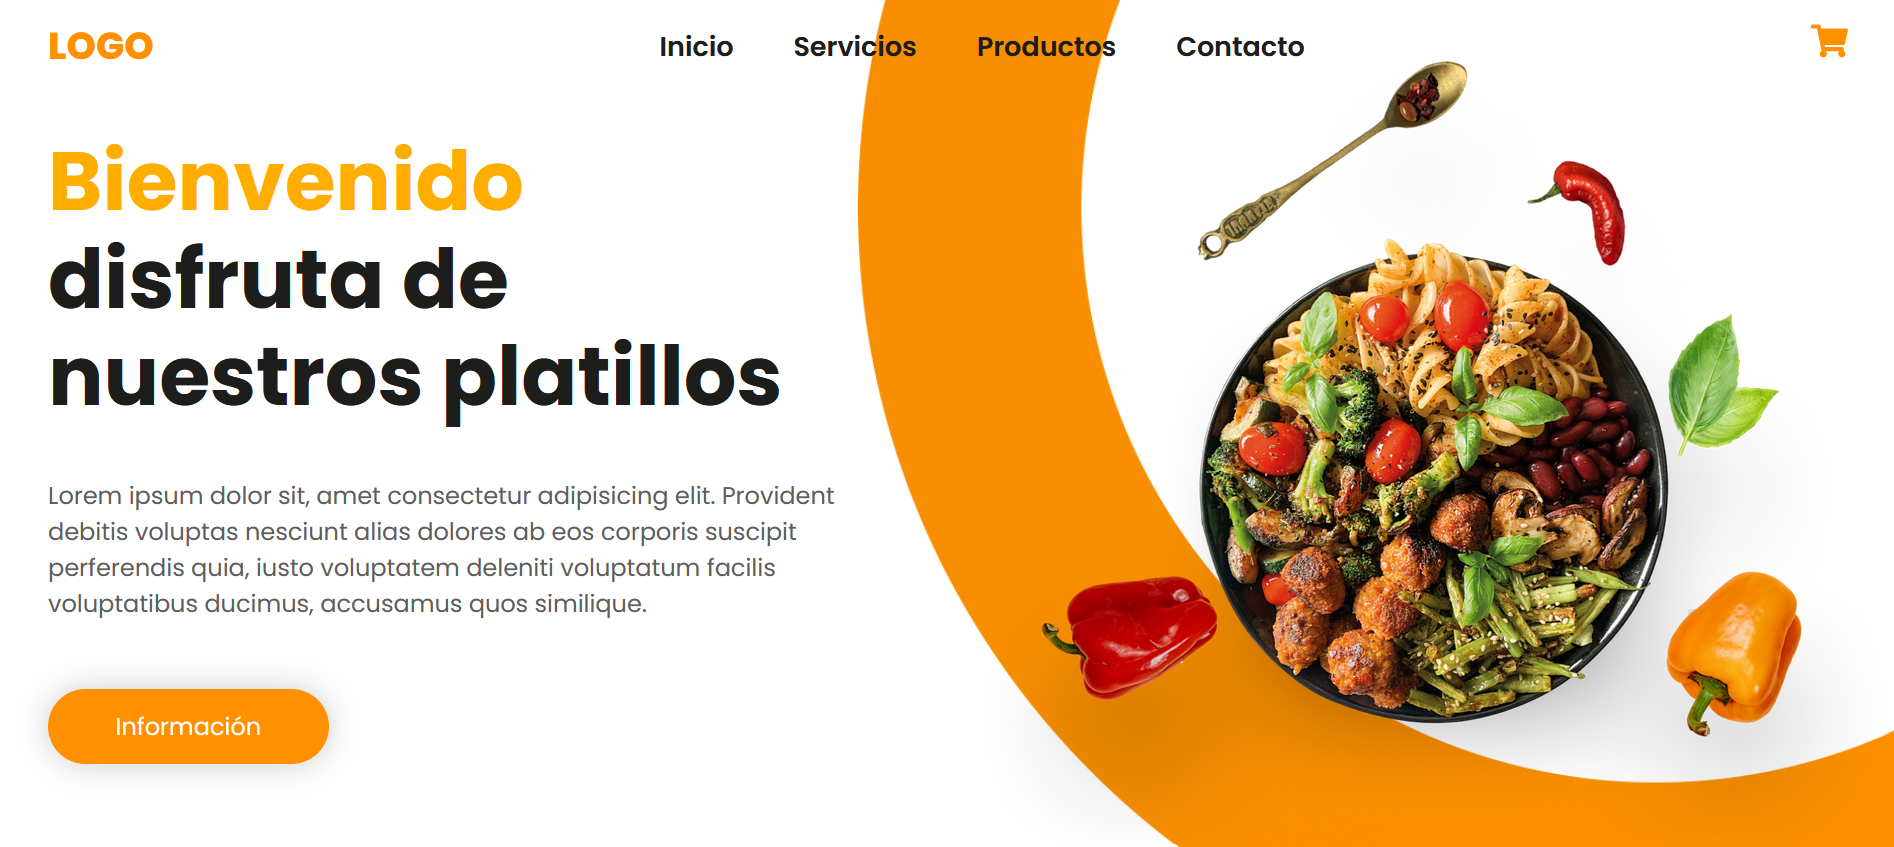 LOGO
Inicio Servicios Productos Contacto
Bienvenido
disfruta de
nuestros platillos
Lorem ipsum dolor sit, amet consectetur adipisicing elit. Provident
debitis voluptas nesciunt alias dolores ab eos corporis suscipit
perferendis quia, iusto voluptatem deleniti voluptatum facilis
voluptatibus ducimus, accusamus quos similique.
Información